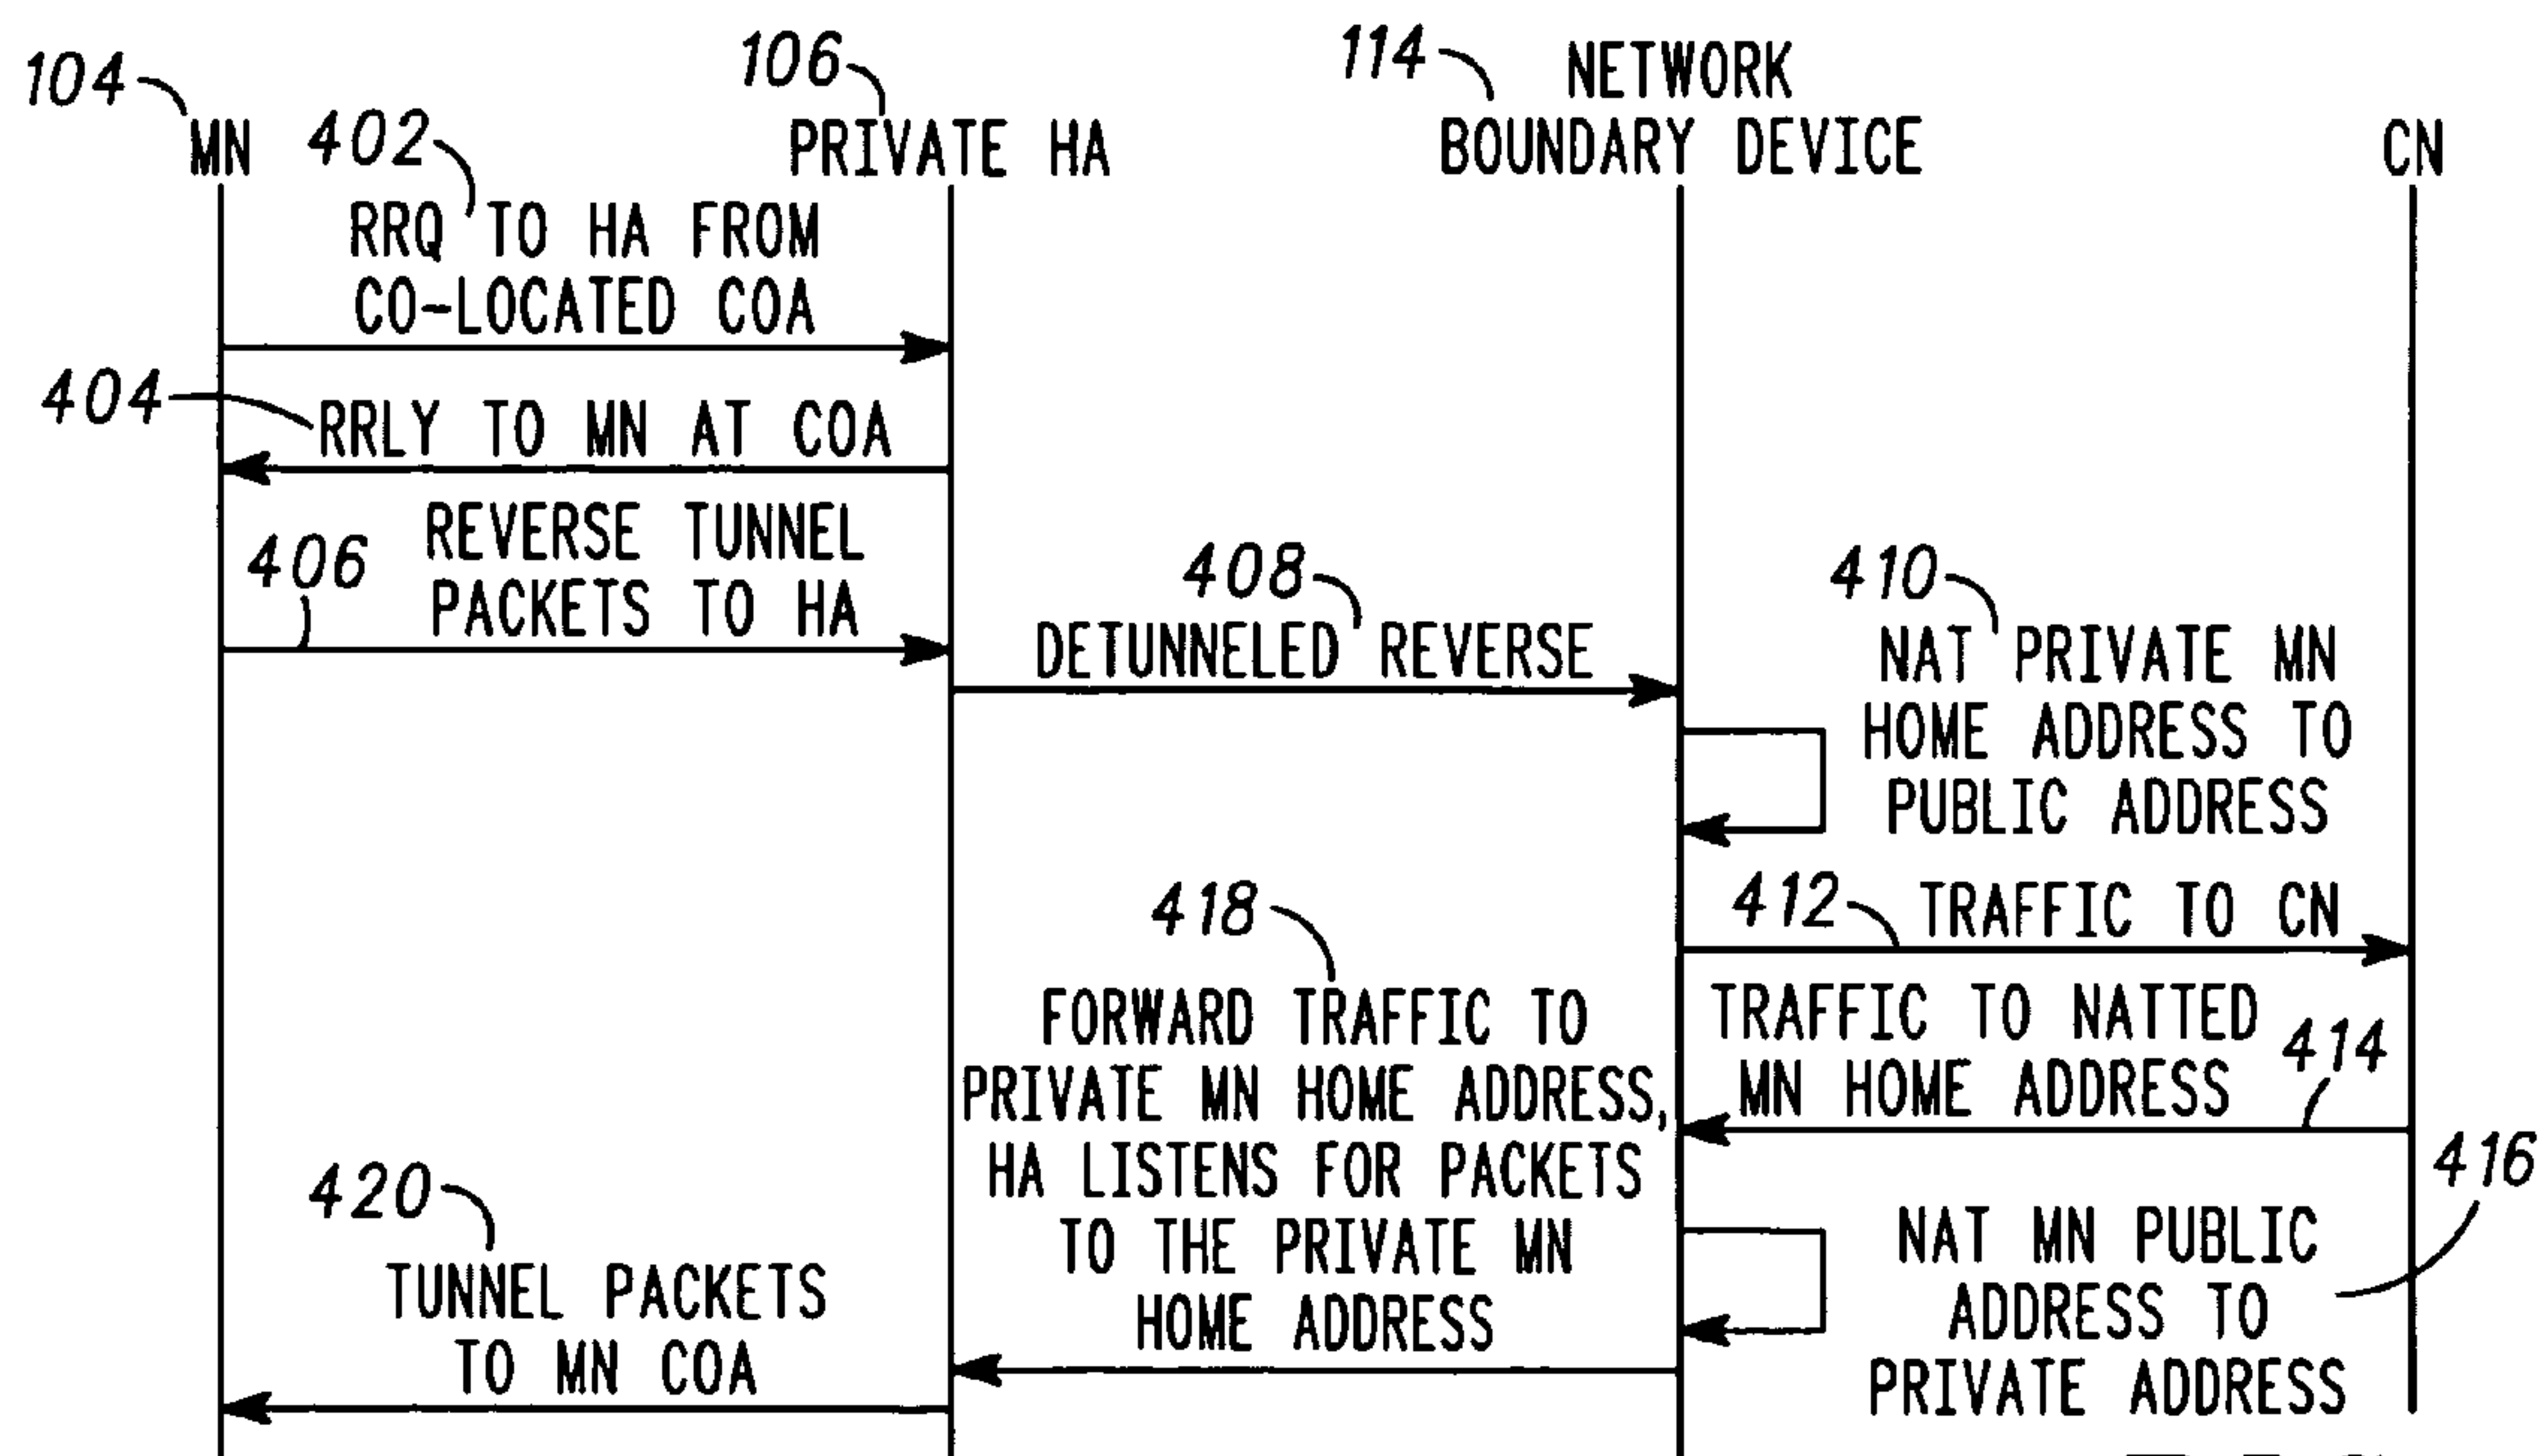 104
MN
106
PRIVATE HA
114
NETWORK
BOUNDARY DEVICE
CN
402
RRQ TO HA FROM
CO-LOCATED COA
404
RRLY TO MN AT COA
406
REVERSE TUNNEL
PACKETS TO HA
408
DETUNNELED REVERSE
410
NAT PRIVATE MN
HOME ADDRESS TO
PUBLIC ADDRESS
412
TRAFFIC TO CN
TRAFFIC TO NATTED
MN HOME ADDRESS
414
416
NAT MN PUBLIC
ADDRESS TO
PRIVATE ADDRESS
418
FORWARD TRAFFIC TO
PRIVATE MN HOME ADDRESS,
HA LISTENS FOR PACKETS
TO THE PRIVATE MN
HOME ADDRESS
420
TUNNEL PACKETS
TO MN COA